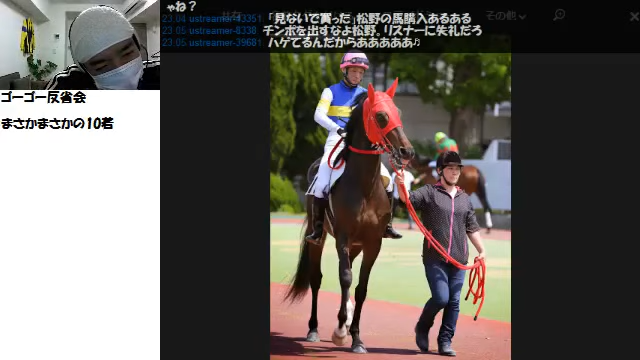 ゃね？
23:04 ustreamer-43351 「見ないで買った」松野の馬購入あるある
23:05 ustreamer-8338 チンポを出すなよ松野。リスナーに失礼だろ
23:05 ustreamer-39681 ハゲてるんだからあああああ♬
その他
ゴーゴー反省会
まさかまさかの10着